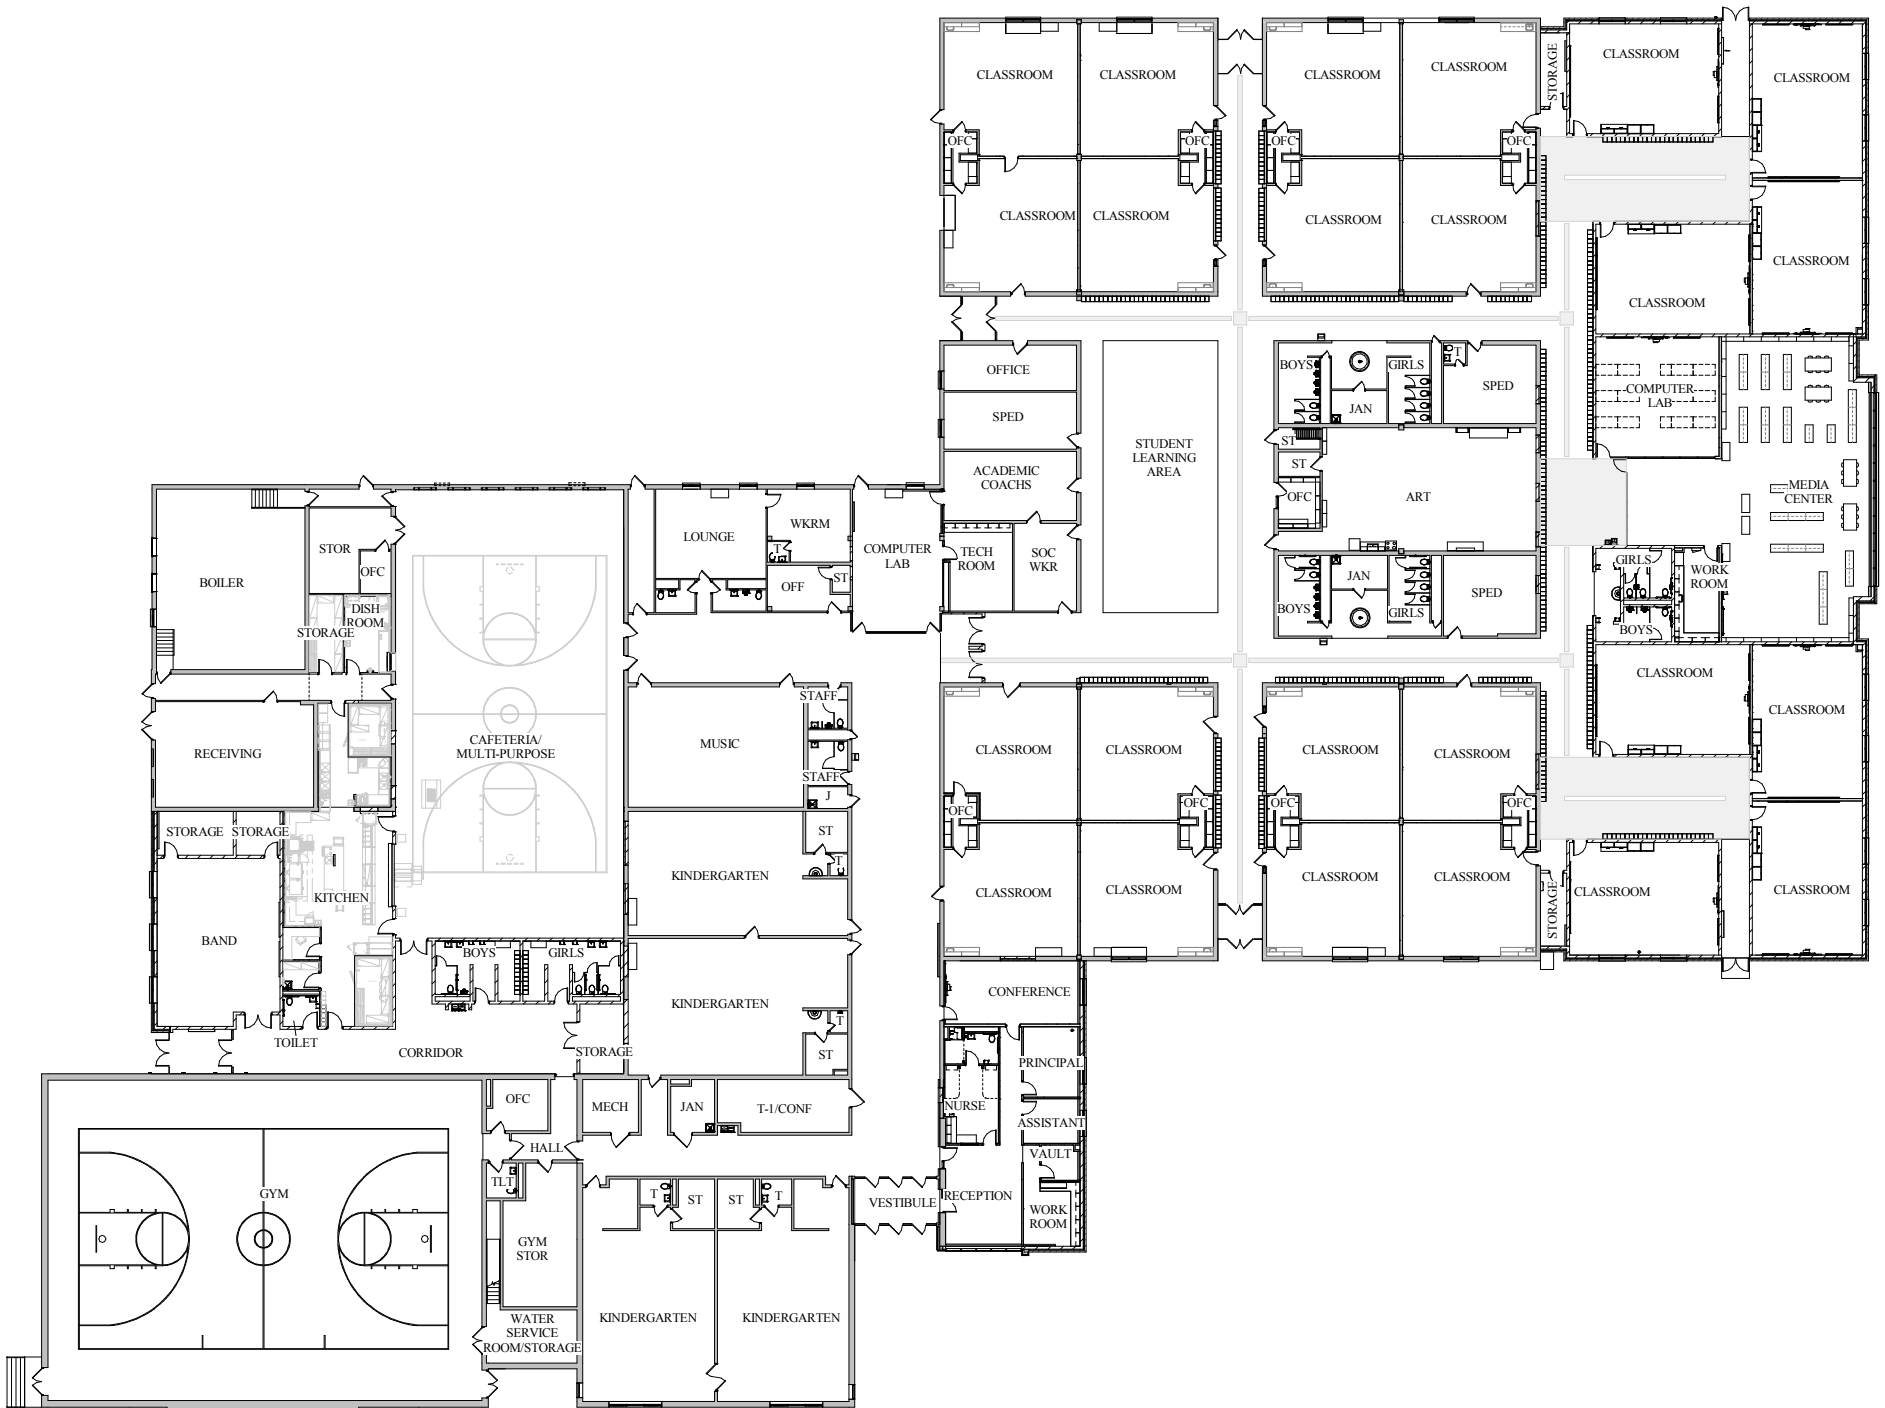 CLASSROOM
CLASSROOM
CLASSROOM
CLASSROOM
STORAGE
CLASSROOM
CLASSROOM
OFC
OFC
OFC
OFC
CLASSROOM
CLASSROOM
CLASSROOM
CLASSROOM
CLASSROOM
CLASSROOM
OFFICE
SPED
ACADEMIC
COACHS
TECH
ROOM
SOC
WKR
STUDENT
LEARNING
AREA
BOYS
GIRLS
JAN
T
SPED
ST
ST
OFC
ART
JAN
BOYS
GIRLS
SPED
COMPUTER
LAB
MEDIA
CENTER
GIRLS
BOYS
WORK
ROOM
BOILER
STOR
OFC
DISH
ROOM
STORAGE
LOUNGE
WKRM
T
OFF
ST
COMPUTER
LAB
RECEIVING
CAFETERIA/
MULTI-PURPOSE
MUSIC
STAFF
STAFF
J
STORAGE
STORAGE
KITCHEN
BAND
TOILET
BOYS
GIRLS
CORRIDOR
STORAGE
KINDERGARTEN
ST
T
KINDERGARTEN
T
ST
CLASSROOM
CLASSROOM
CLASSROOM
CLASSROOM
CLASSROOM
CLASSROOM
OFC
OFC
OFC
OFC
CLASSROOM
CLASSROOM
CLASSROOM
CLASSROOM
STORAGE
CLASSROOM
CLASSROOM
CONFERENCE
PRINCIPAL
NURSE
ASSISTANT
VAULT
RECEPTION
WORK
ROOM
VESTIBULE
OFC
MECH
JAN
T-1/CONF
HALL
TLT
GYM
GYM
STOR
WATER
SERVICE
ROOM/STORAGE
T
ST
ST
T
KINDERGARTEN
KINDERGARTEN